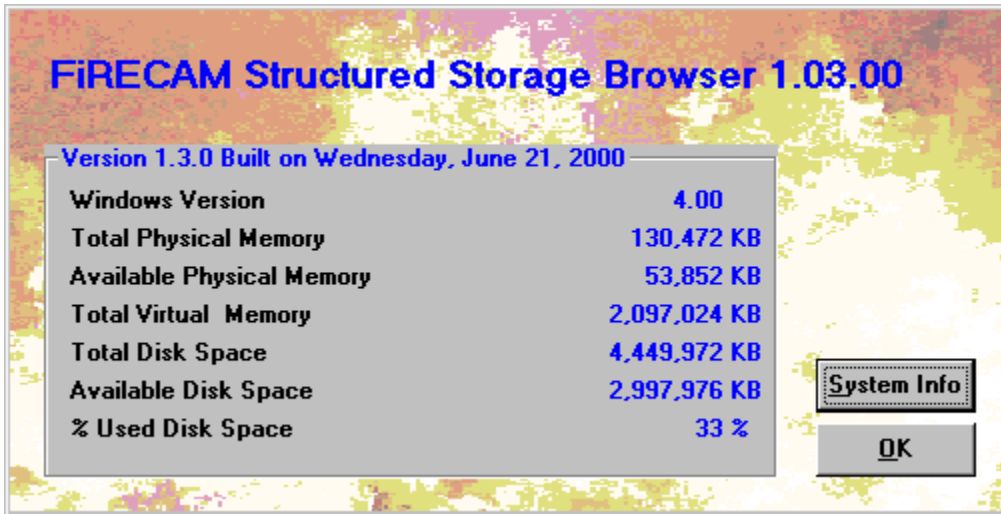 FiRECAM Structured Storage Browser 1.03.00
Version 1.3.0 Built on Wednesday, June 21, 2000
Windows Version 4.00
Total Physical Memory 130,472 KB
Available Physical Memory 53,852 KB
Total Virtual Memory 2,097,024 KB
Total Disk Space 4,449,972 KB
Available Disk Space 2,997,976 KB
% Used Disk Space 33 %
System Info
OK